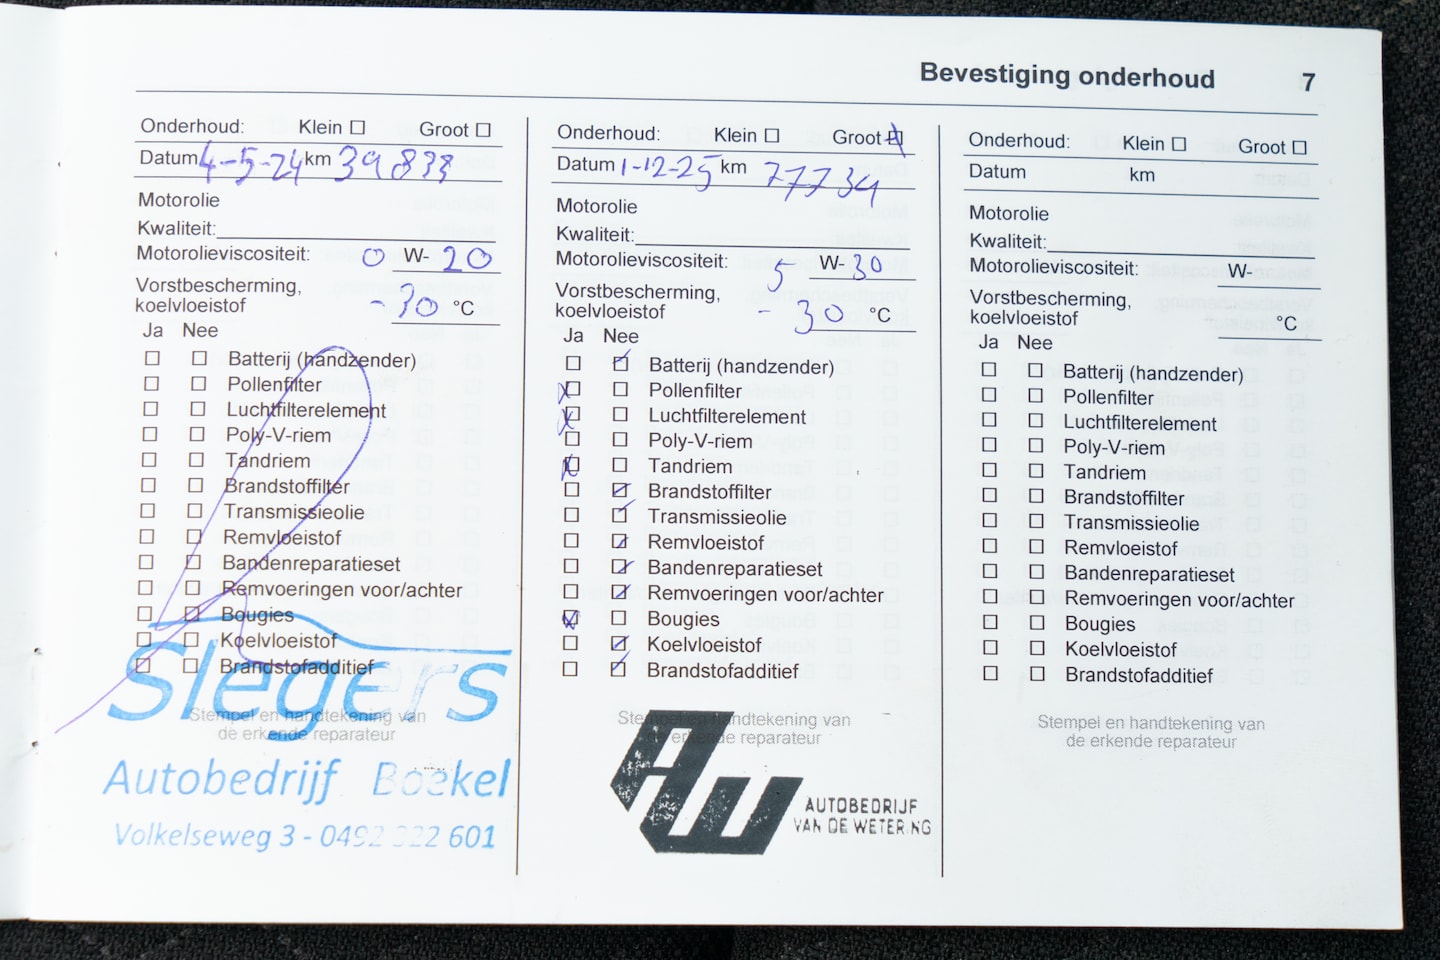 Bevestiging onderhoud 7
Onderhoud: Klein ☐ Groot ☐
Datum 4-5-24 km 39 833
Motorolie
Kwaliteit:
Motorolieviscositeit: 0 W- 20
Vorstbescherming,
koelvloeistof - 30 °C
Ja Nee
☐ ☐ Batterij (handzender)
☐ ☐ Pollenfilter
☐ ☐ Luchtfilterelement
☐ ☐ Poly-V-riem
☐ ☐ Tandriem
☐ ☐ Brandstoffilter
☐ ☐ Transmissieolie
☐ ☐ Remvloeistof
☐ ☐ Bandenreparatieset
☐ ☐ Remvoeringen voor/achter
☐ ☐ Bougies
☐ ☐ Koelvloeistof
☐ ☐ Brandstofadditief
Stempel en handtekening van
de erkende reparateur
Slegers
Autobedrijf Boekel
Volkelseweg 3 - 0492 322 601
Onderhoud: Klein ☐ Groot ☒
Datum 1-12-25 km 77734
Motorolie
Kwaliteit:
Motorolieviscositeit: 5 W- 30
Vorstbescherming,
koelvloeistof - 30 °C
Ja Nee
☐ ☑ Batterij (handzender)
☒ ☐ Pollenfilter
☒ ☐ Luchtfilterelement
☐ ☐ Poly-V-riem
☒ ☐ Tandriem
☐ ☑ Brandstoffilter
☐ ☑ Transmissieolie
☐ ☑ Remvloeistof
☐ ☑ Bandenreparatieset
☐ ☑ Remvoeringen voor/achter
☒ ☐ Bougies
☐ ☑ Koelvloeistof
☐ ☑ Brandstofadditief
Stempel en handtekening van
de erkende reparateur
AW
AUTOBEDRIJF
VAN DE WETERING
Onderhoud: Klein ☐ Groot ☐
Datum km
Motorolie
Kwaliteit:
Motorolieviscositeit: W-
Vorstbescherming,
koelvloeistof °C
Ja Nee
☐ ☐ Batterij (handzender)
☐ ☐ Pollenfilter
☐ ☐ Luchtfilterelement
☐ ☐ Poly-V-riem
☐ ☐ Tandriem
☐ ☐ Brandstoffilter
☐ ☐ Transmissieolie
☐ ☐ Remvloeistof
☐ ☐ Bandenreparatieset
☐ ☐ Remvoeringen voor/achter
☐ ☐ Bougies
☐ ☐ Koelvloeistof
☐ ☐ Brandstofadditief
Stempel en handtekening van
de erkende reparateur